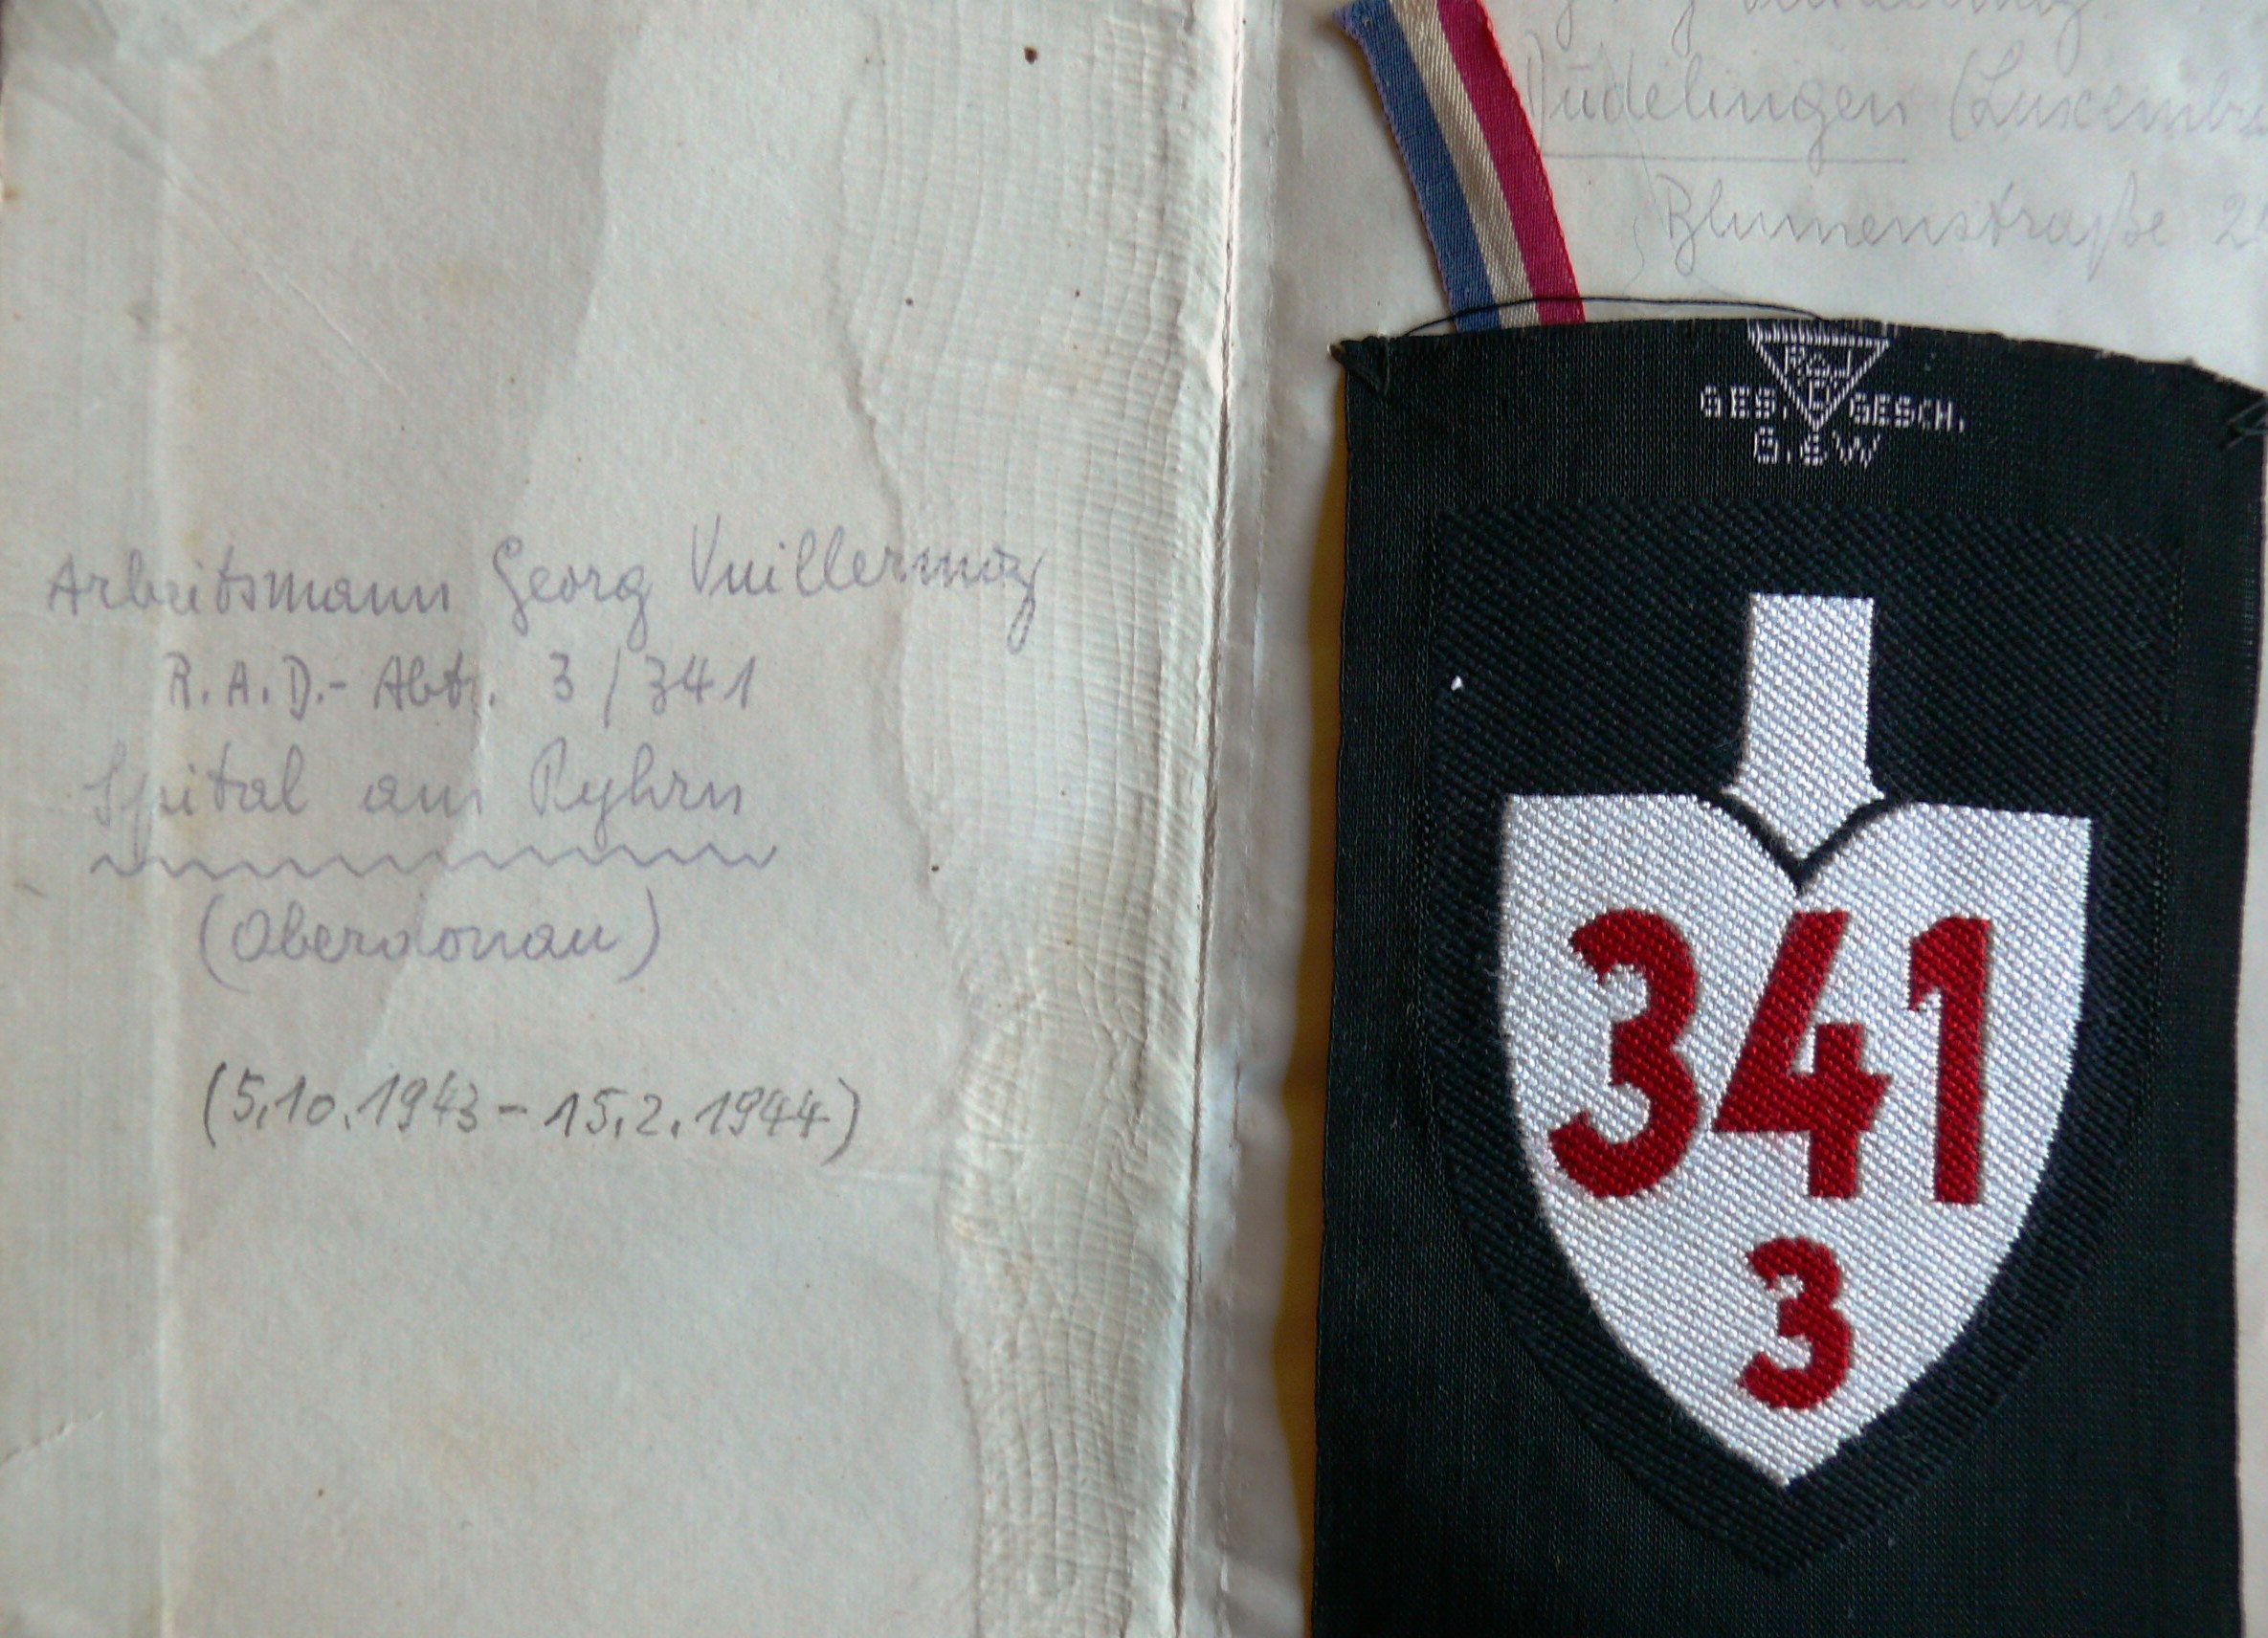 Arbeitsmann Georg Vuillermoz
R.A.D.- Abt. 3/341
Spital am Pyhrn
(Oberdonau)
(5.10.1943 - 15.2.1944)
Düdelingen (Luxemb
Blumenstraße 2
GES. GESCH.
B.&W
341
3